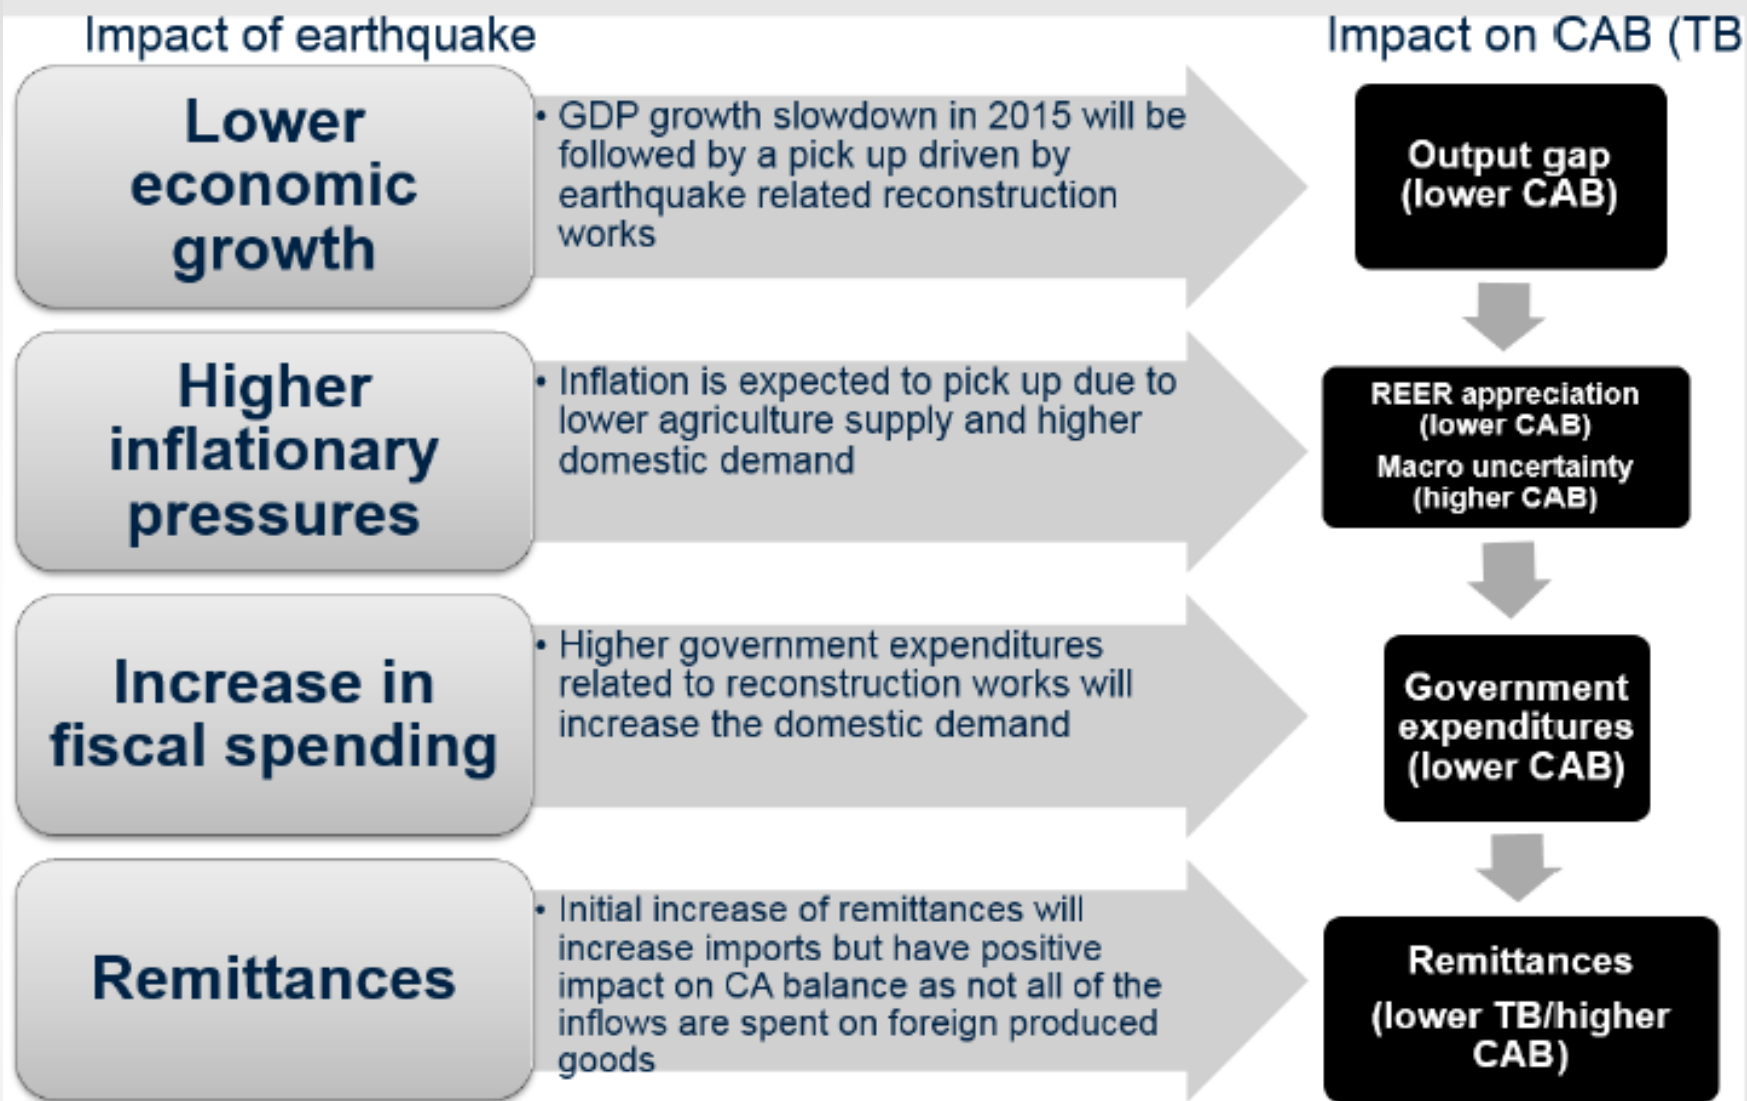 Impact of earthquake
Impact on CAB (TB
Lower
economic
growth
• GDP growth slowdown in 2015 will be
followed by a pick up driven by
earthquake related reconstruction
works
Output gap
(lower CAB)
Higher
inflationary
pressures
• Inflation is expected to pick up due to
lower agriculture supply and higher
domestic demand
REER appreciation
(lower CAB)
Macro uncertainty
(higher CAB)
Increase in
fiscal spending
• Higher government expenditures
related to reconstruction works will
increase the domestic demand
Government
expenditures
(lower CAB)
Remittances
• Initial increase of remittances will
increase imports but have positive
impact on CA balance as not all of the
inflows are spent on foreign produced
goods
Remittances
(lower TB/higher
CAB)